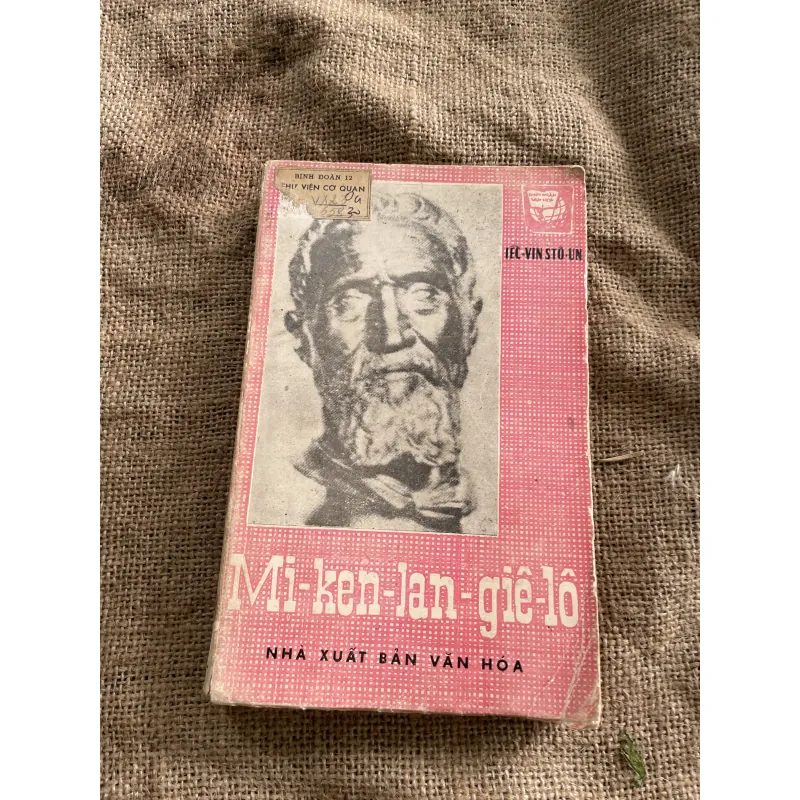 BINH ĐOÀN 12
THƯ VIỆN CƠ QUAN
IEC-VIN STÔ-UN
Mi-ken-lan-giê-lô
NHÀ XUẤT BẢN VĂN HÓA